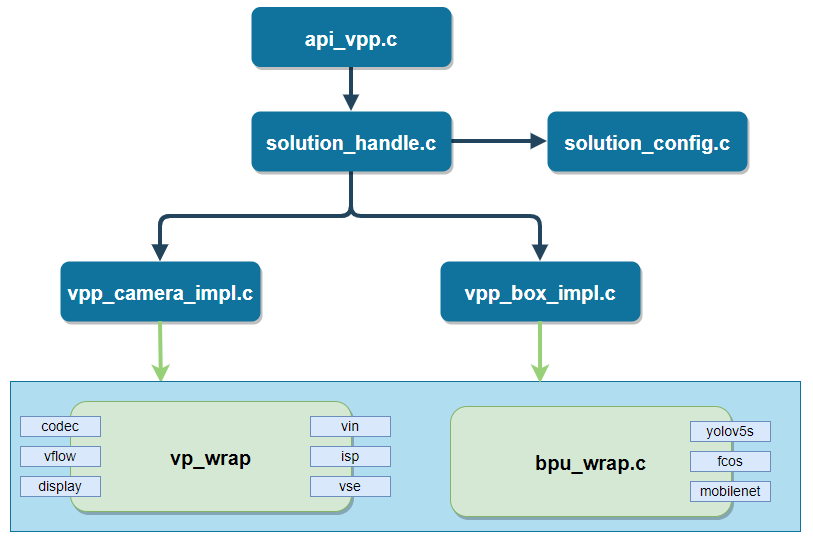 api_vpp.c
solution_handle.c
solution_config.c
vpp_camera_impl.c
vpp_box_impl.c
codec
vflow
display
vp_wrap
vin
isp
vse
bpu_wrap.c
yolov5s
fcos
mobilenet